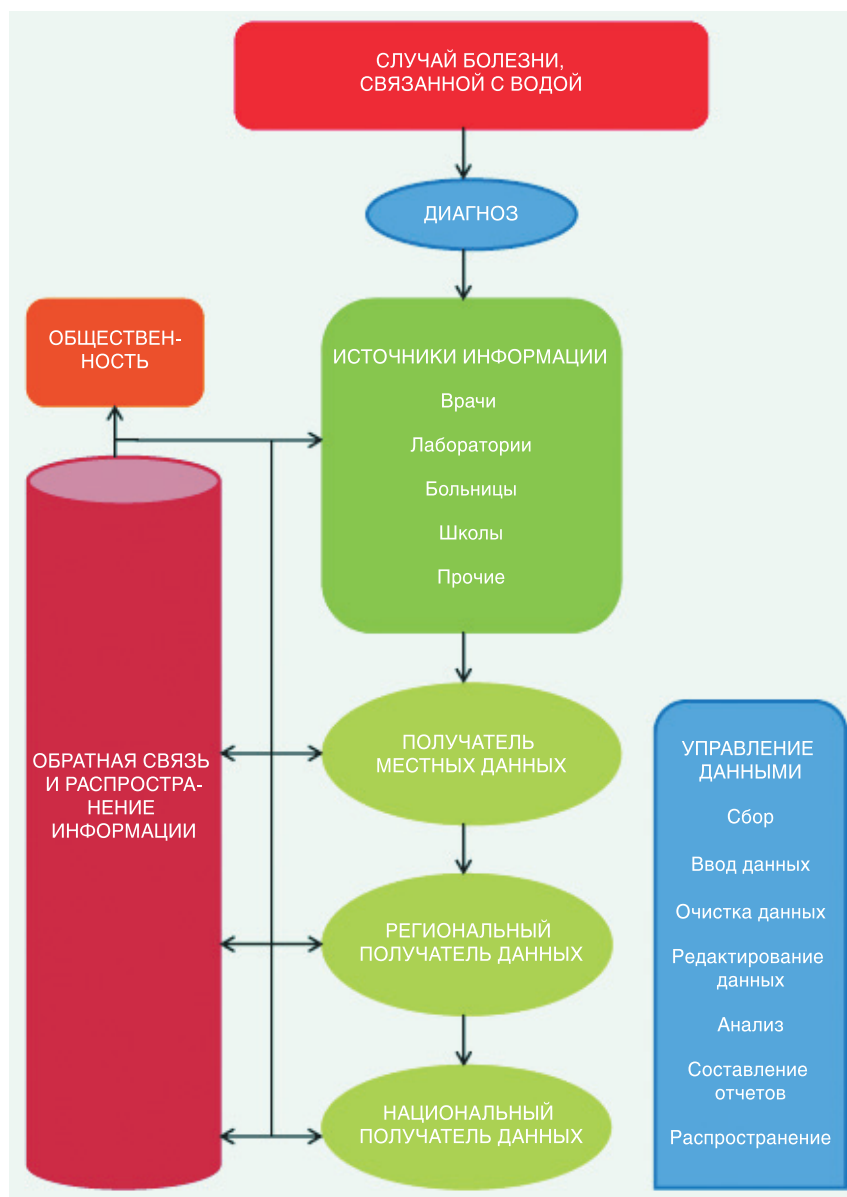 СЛУЧАЙ БОЛЕЗНИ,
СВЯЗАННОЙ С ВОДОЙ
ДИАГНОЗ
ОБЩЕСТВЕН-
НОСТЬ
ИСТОЧНИКИ ИНФОРМАЦИИ
Врачи
Лаборатории
Больницы
Школы
Прочие
ОБРАТНАЯ СВЯЗЬ
И РАСПРОСТРА-
НЕНИЕ
ИНФОРМАЦИИ
ПОЛУЧАТЕЛЬ
МЕСТНЫХ ДАННЫХ
РЕГИОНАЛЬНЫЙ
ПОЛУЧАТЕЛЬ ДАННЫХ
НАЦИОНАЛЬНЫЙ
ПОЛУЧАТЕЛЬ ДАННЫХ
УПРАВЛЕНИЕ
ДАННЫМИ
Сбор
Ввод данных
Очистка данных
Редактирование
данных
Анализ
Составление
отчетов
Распространение